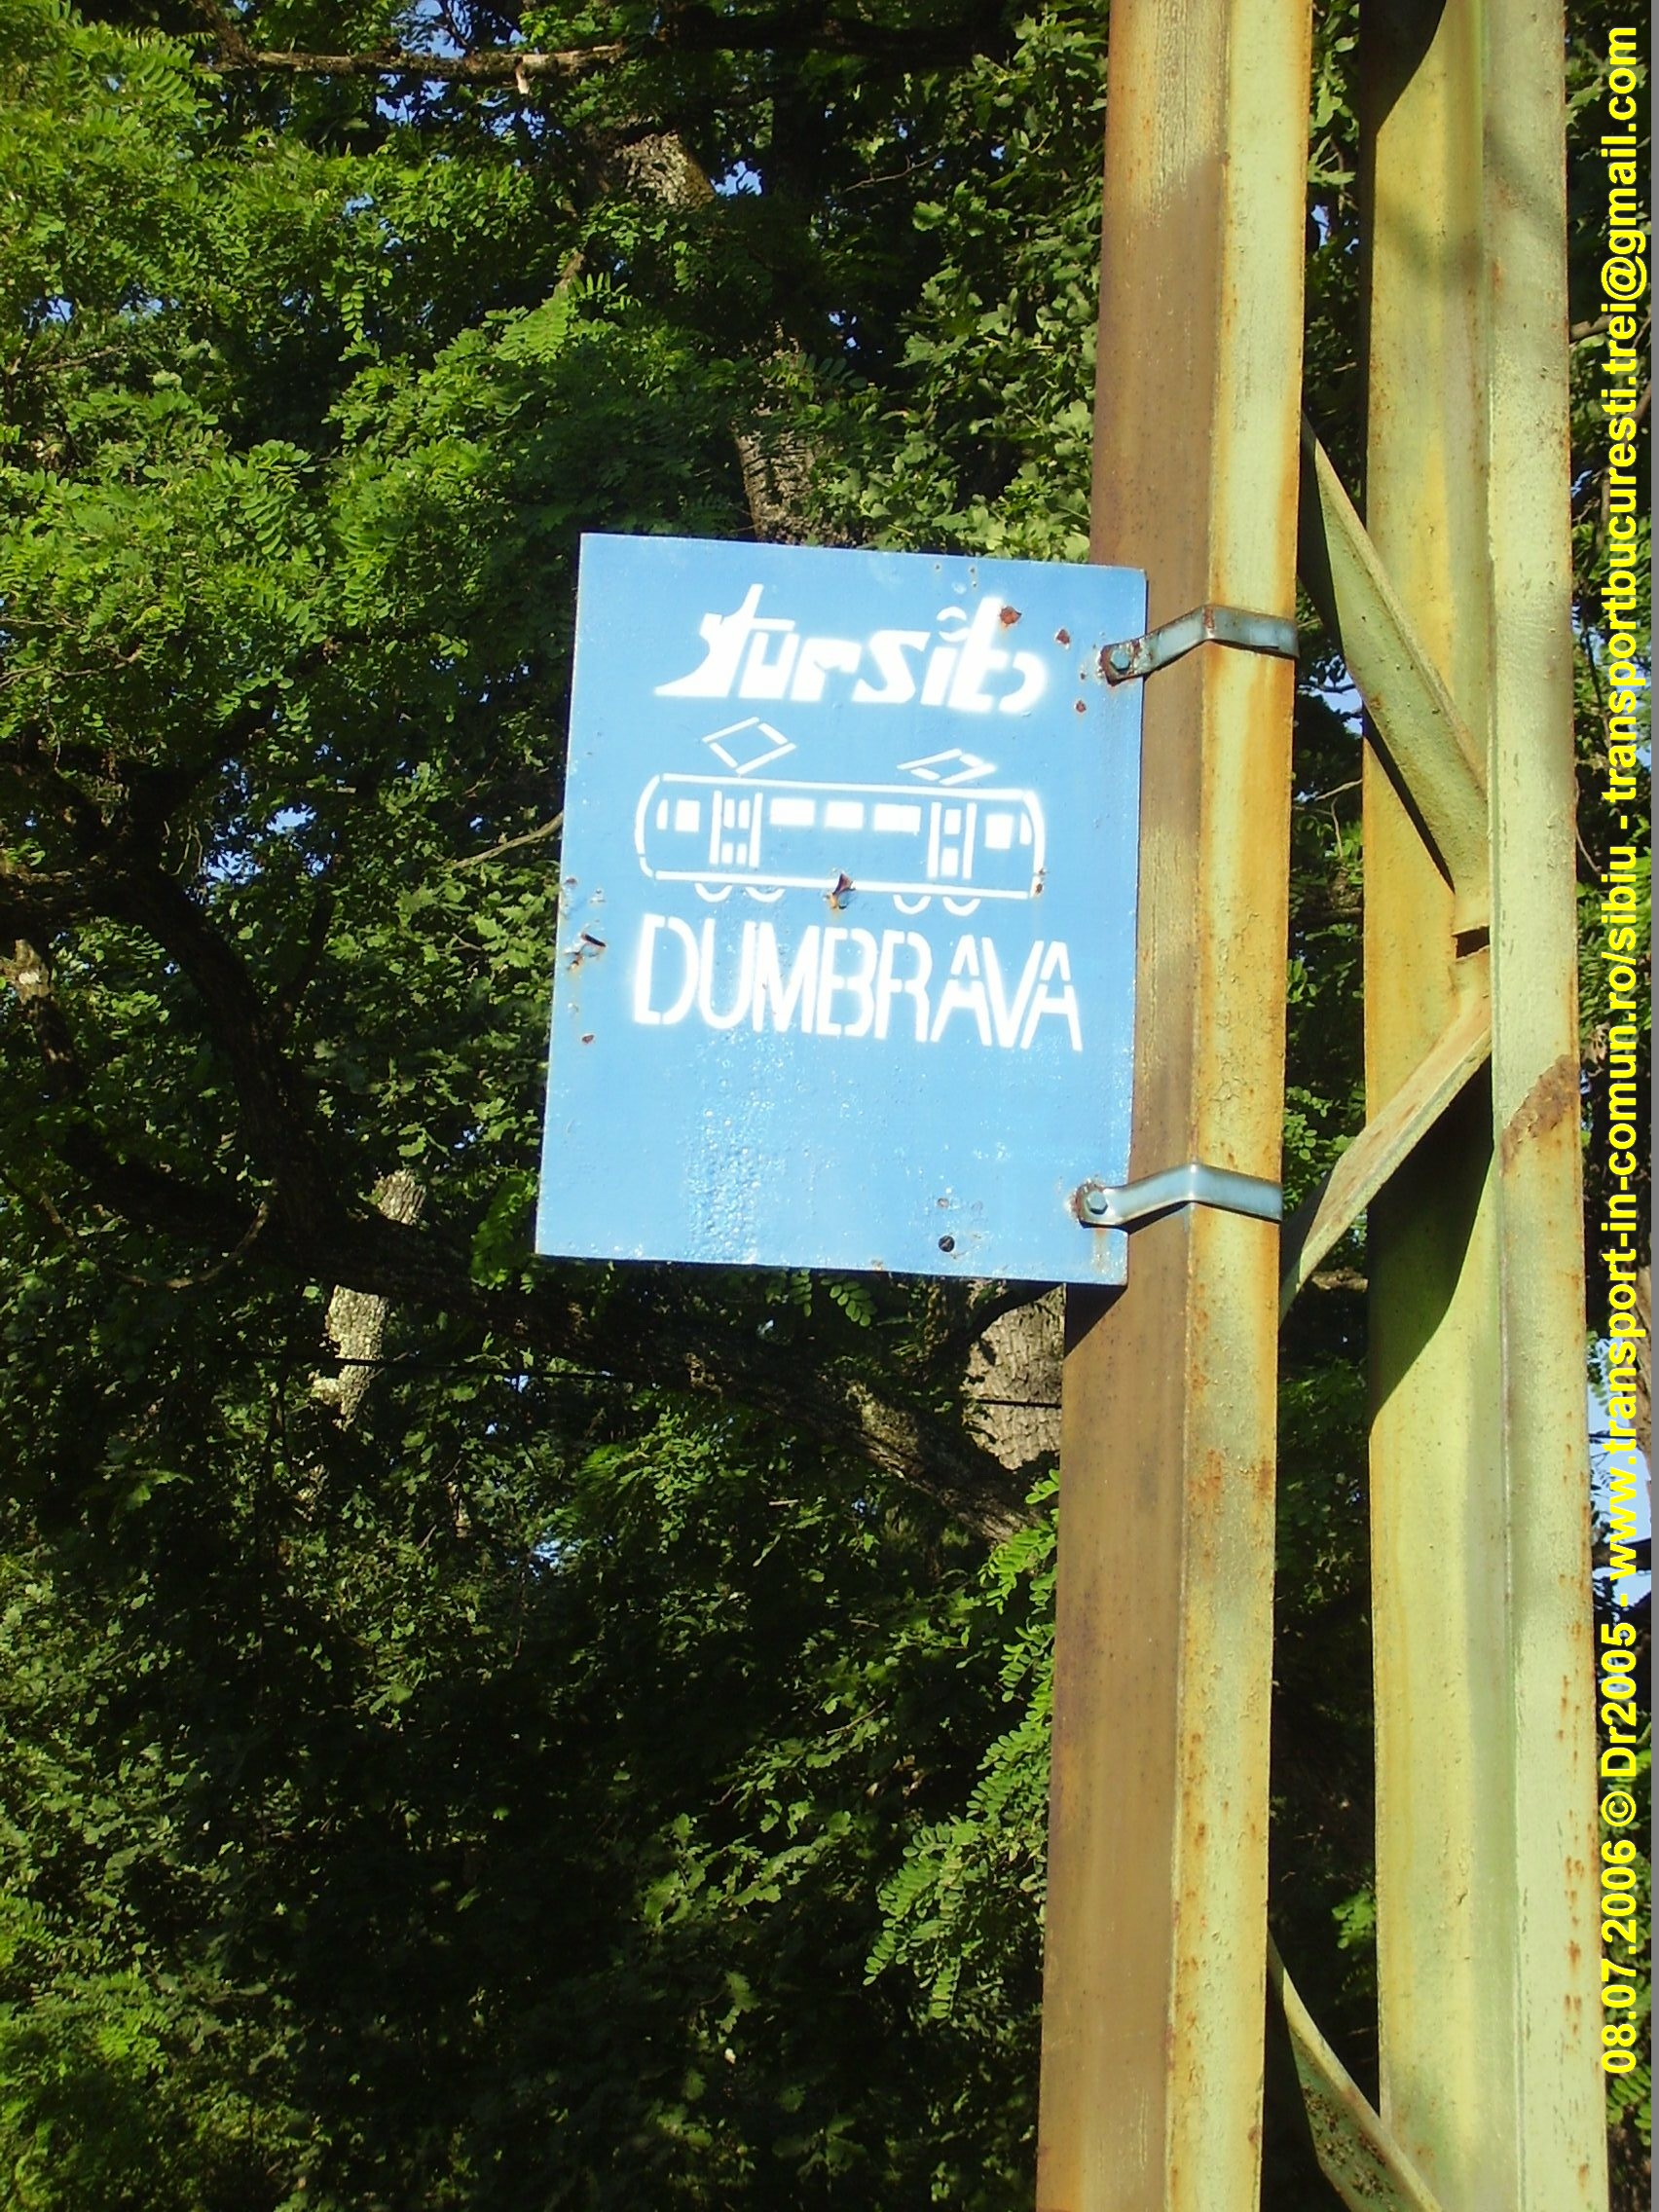 tursib
DUMBRAVA
08.07.2006 © Dr2005 - www.transport-in-comun.ro/sibiu - transportbucuresti.trei@gmail.com